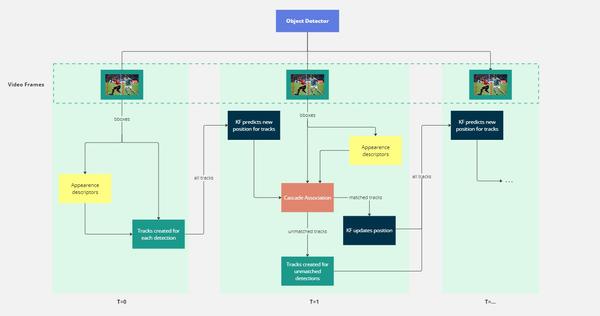 Object Detector
Video Frames
bboxes
bboxes
KF predicts new
position for tracks
KF predicts new
position for tracks
Appearence
descriptors
Appearence
descriptors
all tracks
all tracks
...
Cascade Association
matched tracks
Tracks created for
each detection
unmatched tracks
KF updates position
Tracks created for
unmatched
detections
T=0
T=1
T=...